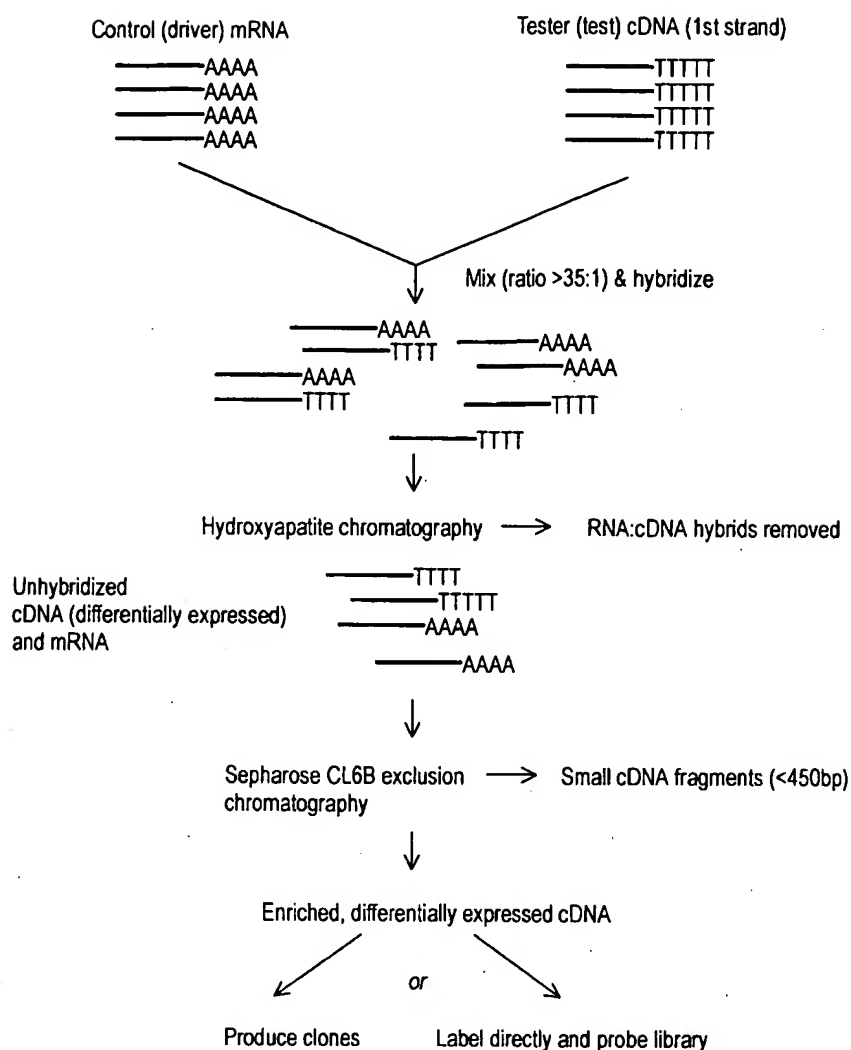 Control (driver) mRNA
Tester (test) cDNA (1st strand)
AAAA
AAAA
AAAA
AAAA
TTTTT
TTTTT
TTTTT
TTTTT
Mix (ratio >35:1) & hybridize
AAAA
TTTT
AAAA
AAAA
AAAA
TTTT
TTTT
TTTT
Hydroxyapatite chromatography
RNA:cDNA hybrids removed
Unhybridized
cDNA (differentially expressed)
and mRNA
TTTT
TTTTT
AAAA
AAAA
Sepharose CL6B exclusion
chromatography
Small cDNA fragments (<450bp)
Enriched, differentially expressed cDNA
or
Produce clones
Label directly and probe library